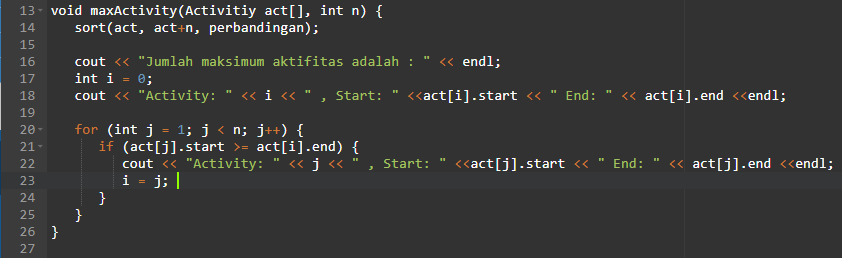 13 void maxActivity(Activitiy act[], int n) {
14    sort(act, act+n, perbandingan);
15
16    cout << "Jumlah maksimum aktifitas adalah : " << endl;
17    int i = 0;
18    cout << "Activity: " << i << " , Start: " <<act[i].start << " End: " << act[i].end <<endl;
19
20    for (int j = 1; j < n; j++) {
21       if (act[j].start >= act[i].end) {
22          cout << "Activity: " << j << " , Start: " <<act[j].start << " End: " << act[j].end <<endl;
23          i = j;
24       }
25    }
26 }
27